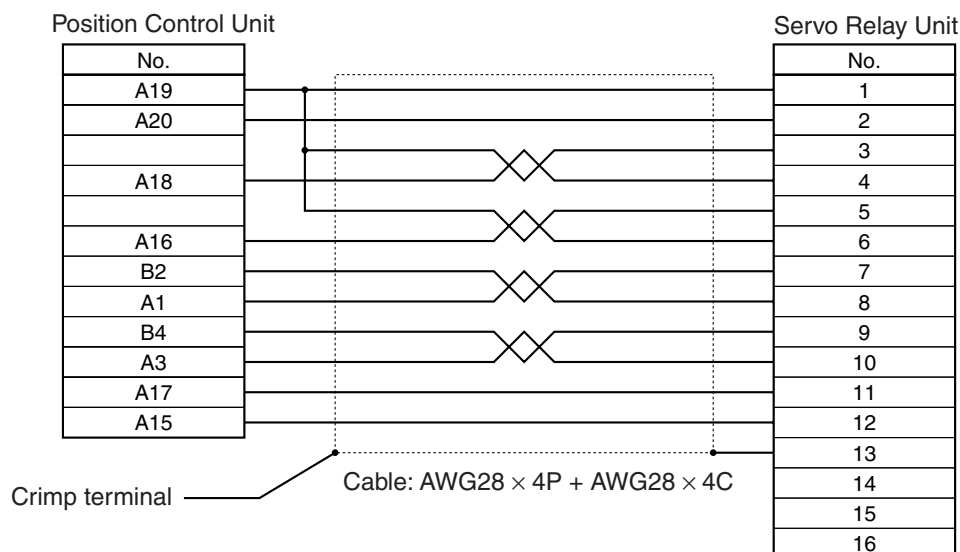 Position Control Unit
No.
A19
A20
A18
A16
B2
A1
B4
A3
A17
A15
Servo Relay Unit
No.
1
2
3
4
5
6
7
8
9
10
11
12
13
14
15
16
Crimp terminal
Cable: AWG28 × 4P + AWG28 × 4C